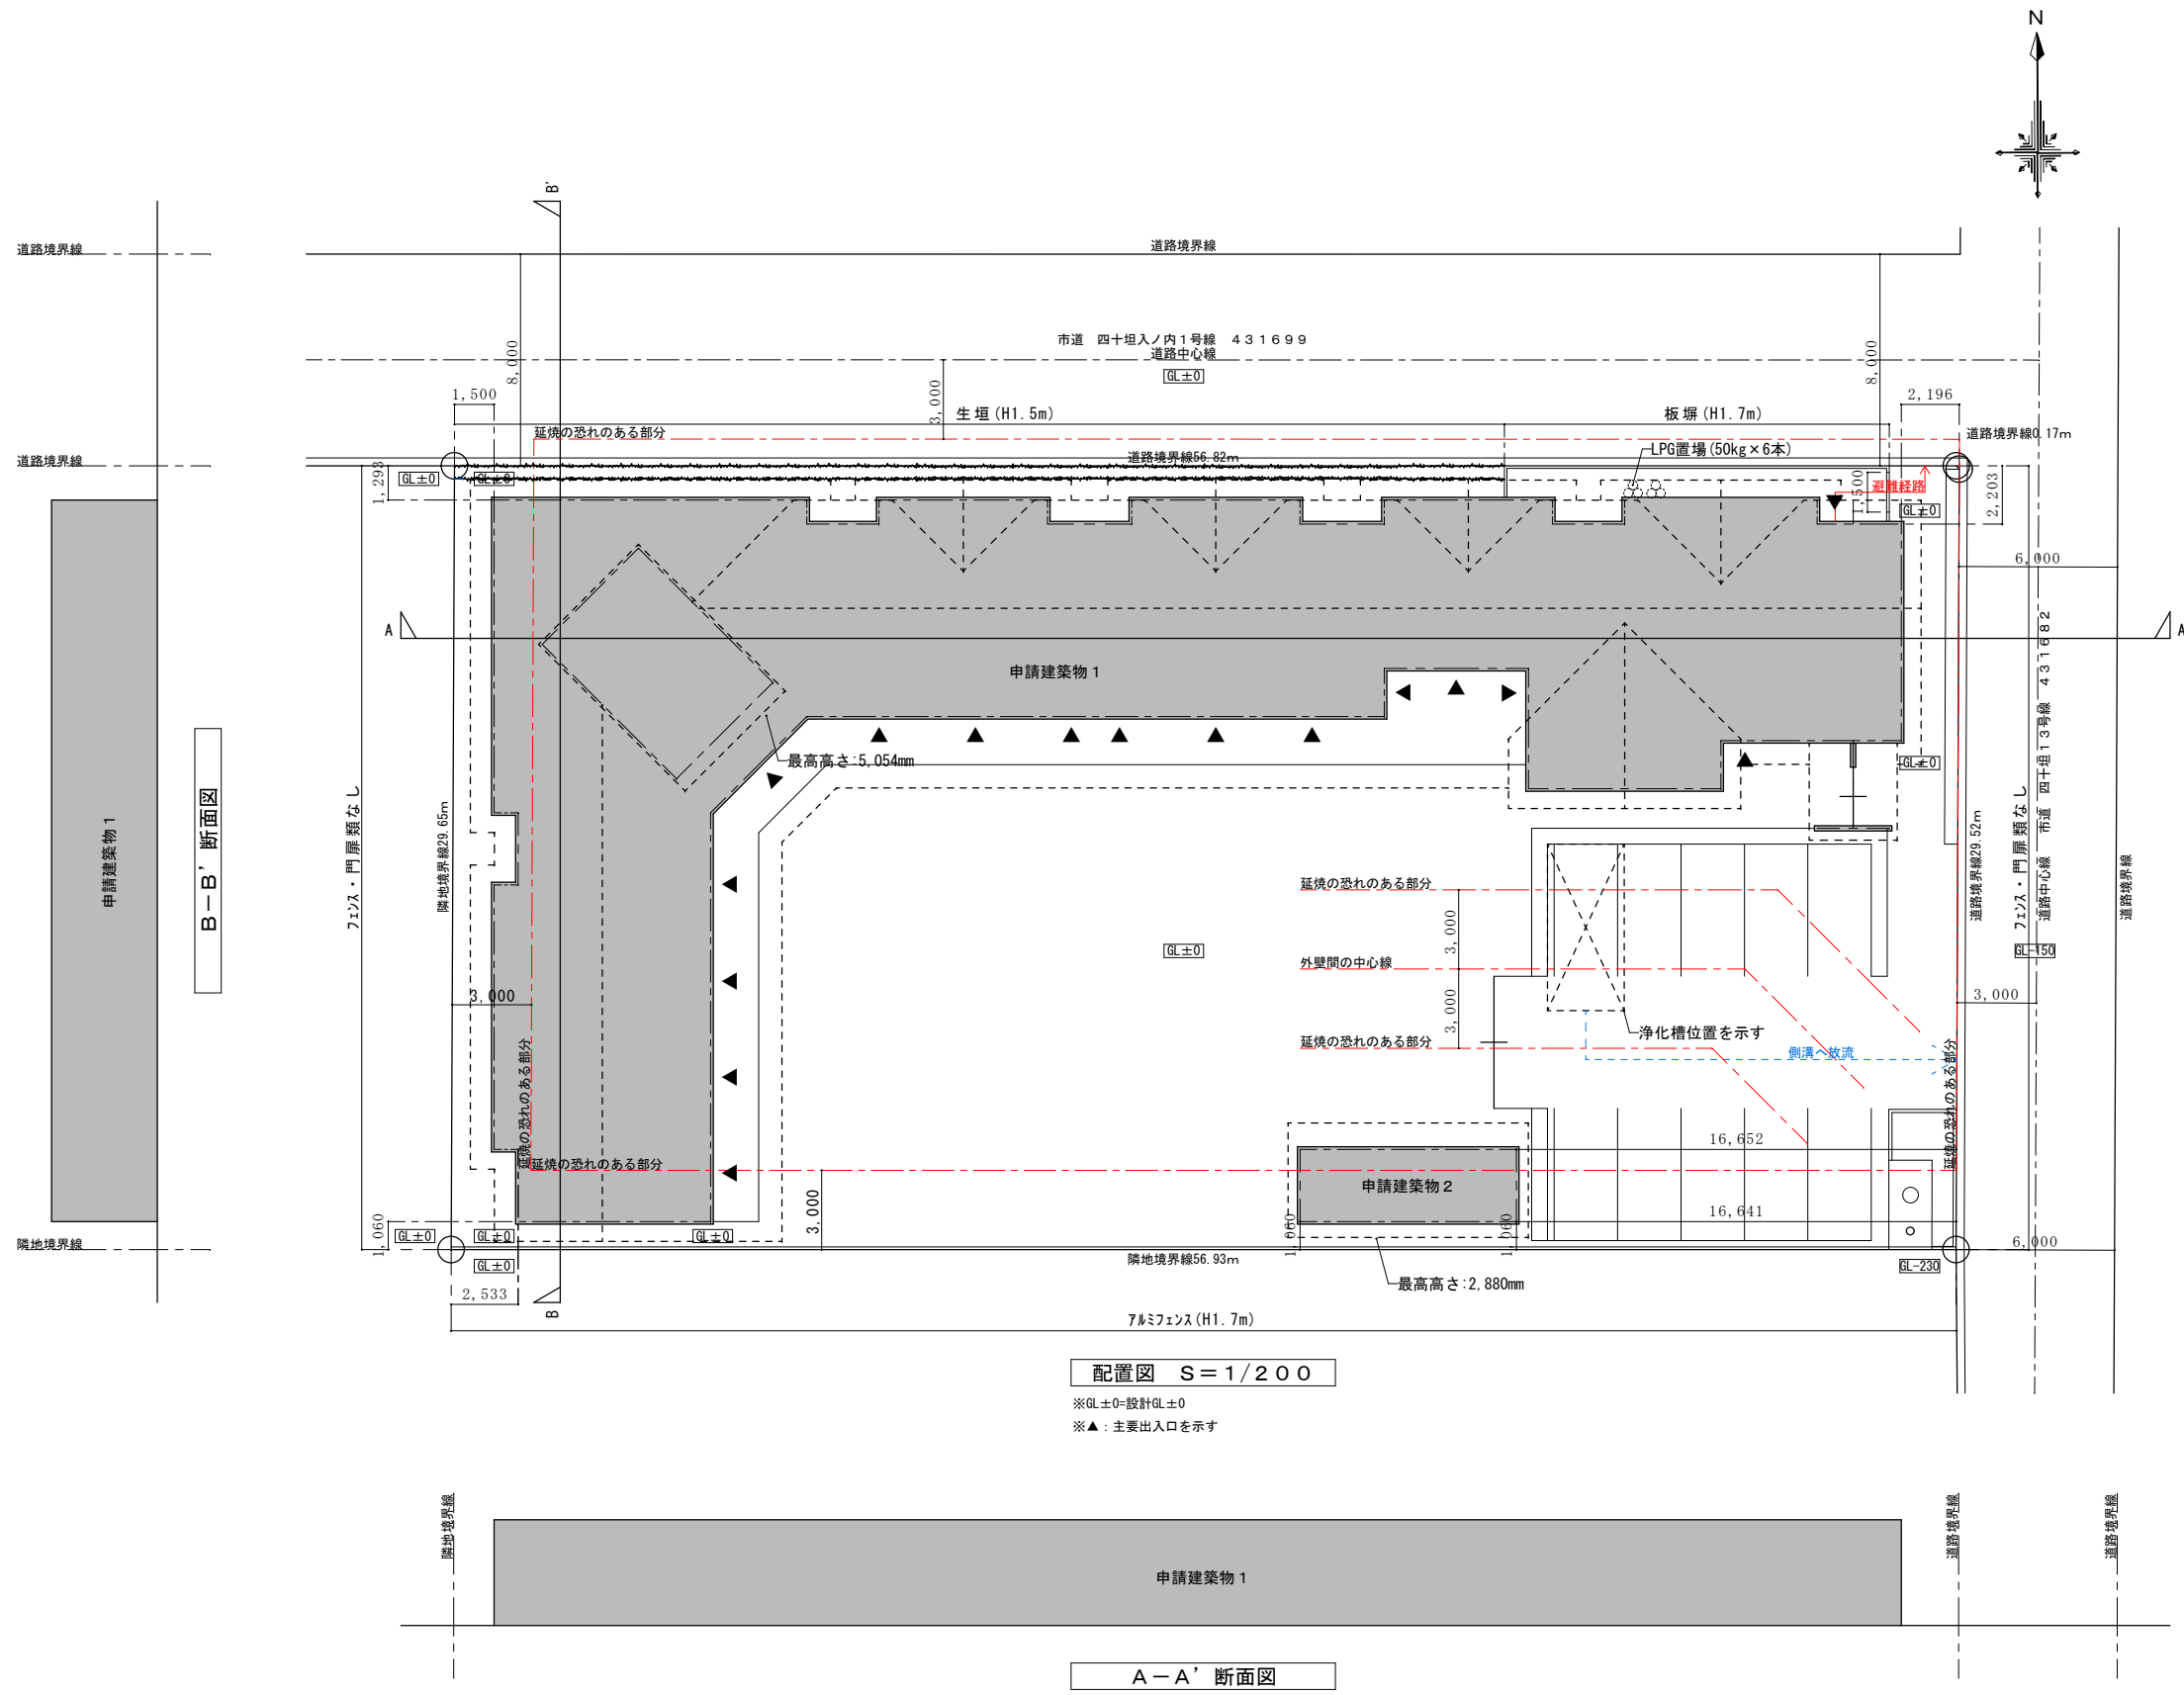 N
B'
道路境界線
道路境界線
市道　四十坦入ノ内１号線　４３１６９９
道路中心線
GL±0
8,000
3,000
8,000
1,500
生垣(H1.5m)
板塀(H1.7m)
2,196
延焼の恐れのある部分
道路境界線0.17m
道路境界線
道路境界線56.82m
LPG置場(50kg×6本)
GL±0
GL±0
1,293
1,500
避難経路
GL±0
2,203
6,000
A
A
申請建築物１
最高高さ:5,054mm
GL±0
フェンス・門扉類なし
隣地境界線29.65m
道路境界線29.52m
フェンス・門扉類なし
道路中心線　市道　四十坦13号線　４３１６８２
道路境界線
申請建築物１
Ｂ－Ｂ’断面図
延焼の恐れのある部分
3,000
外壁間の中心線
3,000
延焼の恐れのある部分
GL±0
GL-150
3,000
3,000
浄化槽位置を示す
側溝へ放流
延焼の恐れのある部分
延焼の恐れのある部分
延焼の恐れのある部分
16,652
申請建築物２
16,641
3,000
1,060
1,060
1,060
GL±0
GL±0
GL±0
GL±0
隣地境界線
隣地境界線56.93m
6,000
GL-230
最高高さ:2,880mm
2,533
B
アルミフェンス(H1.7m)
配置図　Ｓ＝１/２００
※GL±0=設計GL±0
※▲：主要出入口を示す
隣地境界線
道路境界線
道路境界線
申請建築物１
Ａ－Ａ’断面図